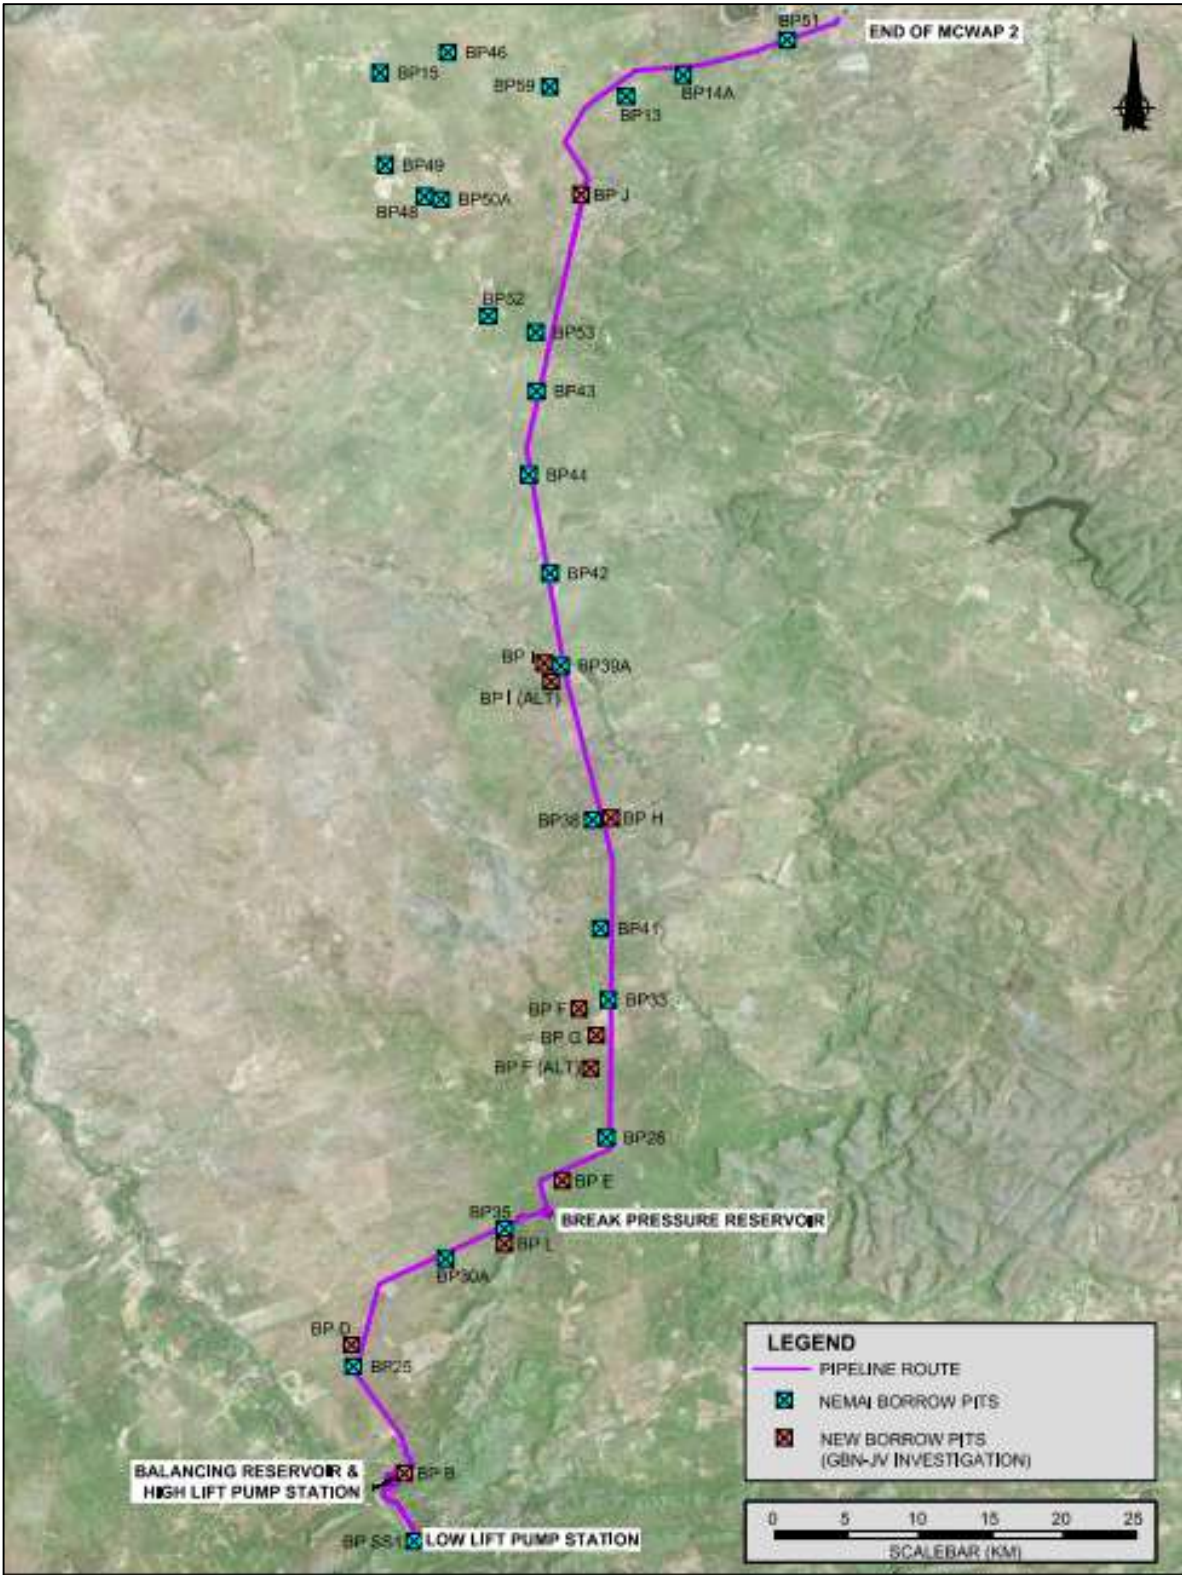 BP51
END OF MCWAP 2
BP46
BP15
BP59
BP14A
BP13
BP49
BP48
BP50A
BP J
BP52
BP53
BP43
BP44
BP42
BP I
BP39A
BP I (ALT)
BP38
BP H
BP41
BP33
BP F
BP G
BP F (ALT)
BP28
BP E
BP35
BREAK PRESSURE RESERVOIR
BP L
BP30A
BP D
BP25
BALANCING RESERVOIR &
HIGH LIFT PUMP STATION
BP B
BP SS1
LOW LIFT PUMP STATION
LEGEND
PIPELINE ROUTE
NEMAI BORROW PITS
NEW BORROW PITS
(GBN-JV INVESTIGATION)
0 5 10 15 20 25
SCALEBAR (KM)